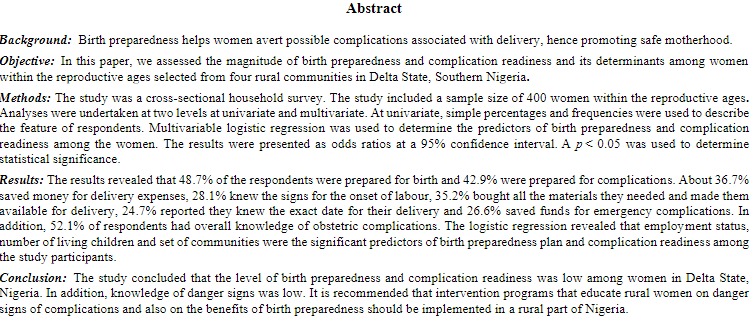 Abstract
Background: Birth preparedness helps women avert possible complications associated with delivery, hence promoting safe motherhood.
Objective: In this paper, we assessed the magnitude of birth preparedness and complication readiness and its determinants among women
within the reproductive ages selected from four rural communities in Delta State, Southern Nigeria.
Methods: The study was a cross-sectional household survey. The study included a sample size of 400 women within the reproductive ages.
Analyses were undertaken at two levels at univariate and multivariate. At univariate, simple percentages and frequencies were used to describe
the feature of respondents. Multivariable logistic regression was used to determine the predictors of birth preparedness and complication
readiness among the women. The results were presented as odds ratios at a 95% confidence interval. A p < 0.05 was used to determine
statistical significance.
Results: The results revealed that 48.7% of the respondents were prepared for birth and 42.9% were prepared for complications. About 36.7%
saved money for delivery expenses, 28.1% knew the signs for the onset of labour, 35.2% bought all the materials they needed and made them
available for delivery, 24.7% reported they knew the exact date for their delivery and 26.6% saved funds for emergency complications. In
addition, 52.1% of respondents had overall knowledge of obstetric complications. The logistic regression revealed that employment status,
number of living children and set of communities were the significant predictors of birth preparedness plan and complication readiness among
the study participants.
Conclusion: The study concluded that the level of birth preparedness and complication readiness was low among women in Delta State,
Nigeria. In addition, knowledge of danger signs was low. It is recommended that intervention programs that educate rural women on danger
signs of complications and also on the benefits of birth preparedness should be implemented in a rural part of Nigeria.